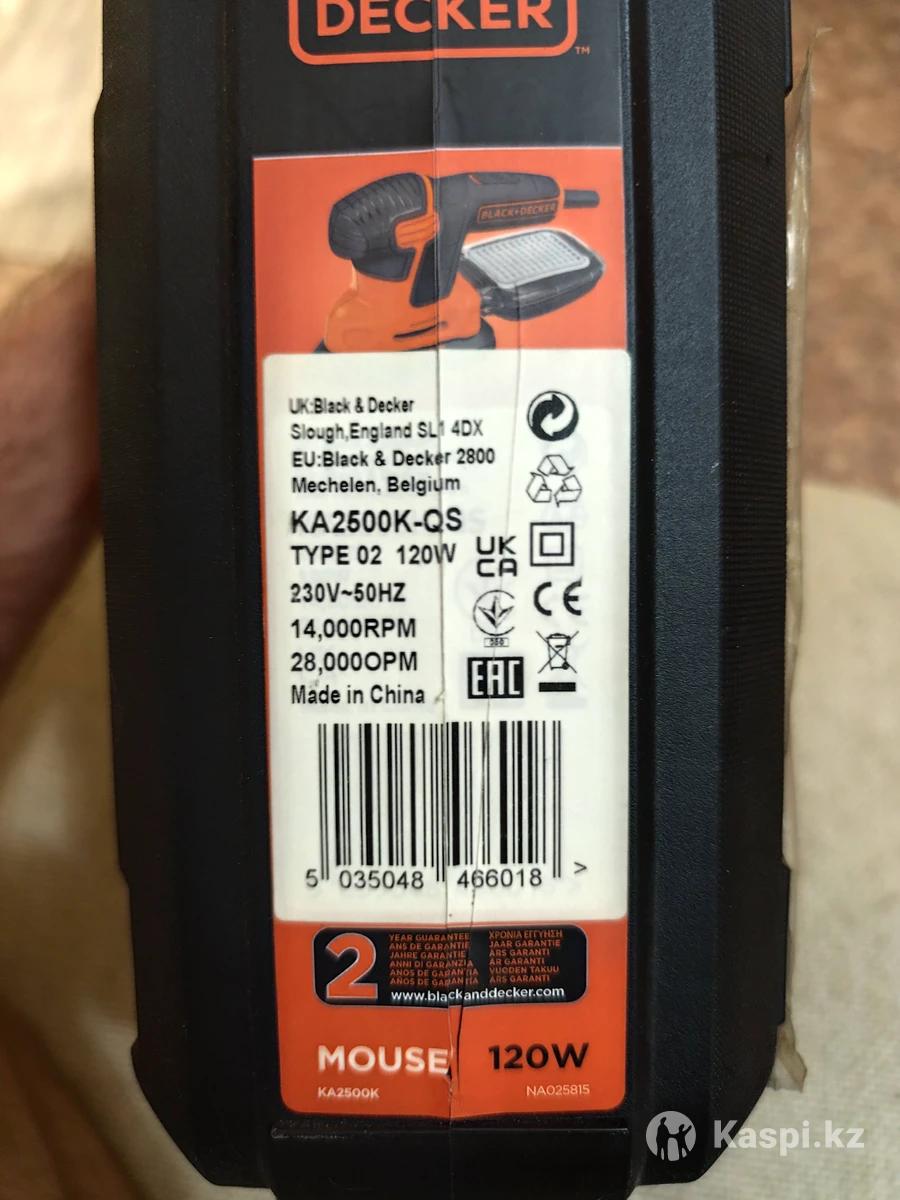 DECKER
TM
BLACK+DECKER
UK:Black & Decker
Slough,England SL1 4DX
EU:Black & Decker 2800
Mechelen, Belgium
KA2500K-QS
TYPE 02 120W
230V~50HZ
14,000RPM
28,000OPM
Made in China
UK
CA
CE
EAC
5 035048 466018 >
2
YEAR GUARANTEE
ANS DE GARANTIE
JAHRE GARANTIE
ANNI DI GARANZIA
AÑOS DE GARANTÍA
ΧΡΟΝΙΑ ΕΓΓΥΗΣΗ
JAAR GARANTIE
ÅRS GARANTI
ÅR GARANTI
VUODEN TAKUU
ÅRS GARANTI
www.blackanddecker.com
MOUSE 120W
KA2500K NA025815
Kaspi.kz